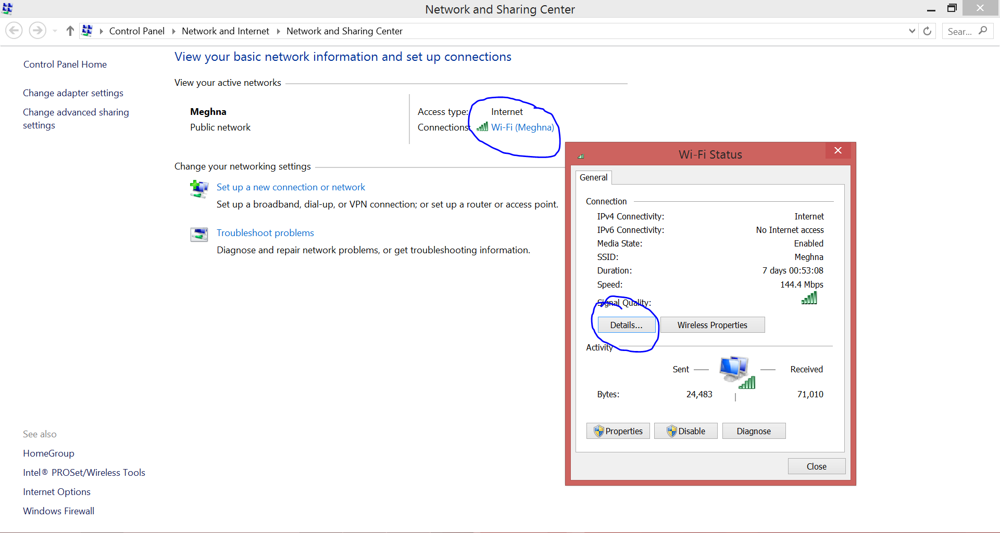 Network and Sharing Center
Control Panel Network and Internet Network and Sharing Center
Sear...
Control Panel Home
Change adapter settings
Change advanced sharing
settings
View your basic network information and set up connections
View your active networks
Meghna
Public network
Access type: Internet
Connections: Wi-Fi (Meghna)
Change your networking settings
Set up a new connection or network
Set up a broadband, dial-up, or VPN connection; or set up a router or access point.
Troubleshoot problems
Diagnose and repair network problems, or get troubleshooting information.
See also
HomeGroup
Intel® PROSet/Wireless Tools
Internet Options
Windows Firewall
Wi-Fi Status
General
Connection
IPv4 Connectivity: Internet
IPv6 Connectivity: No Internet access
Media State: Enabled
SSID: Meghna
Duration: 7 days 00:53:08
Speed: 144.4 Mbps
Signal Quality:
Details... Wireless Properties
Activity
Sent Received
Bytes: 24,483 71,010
Properties Disable Diagnose
Close